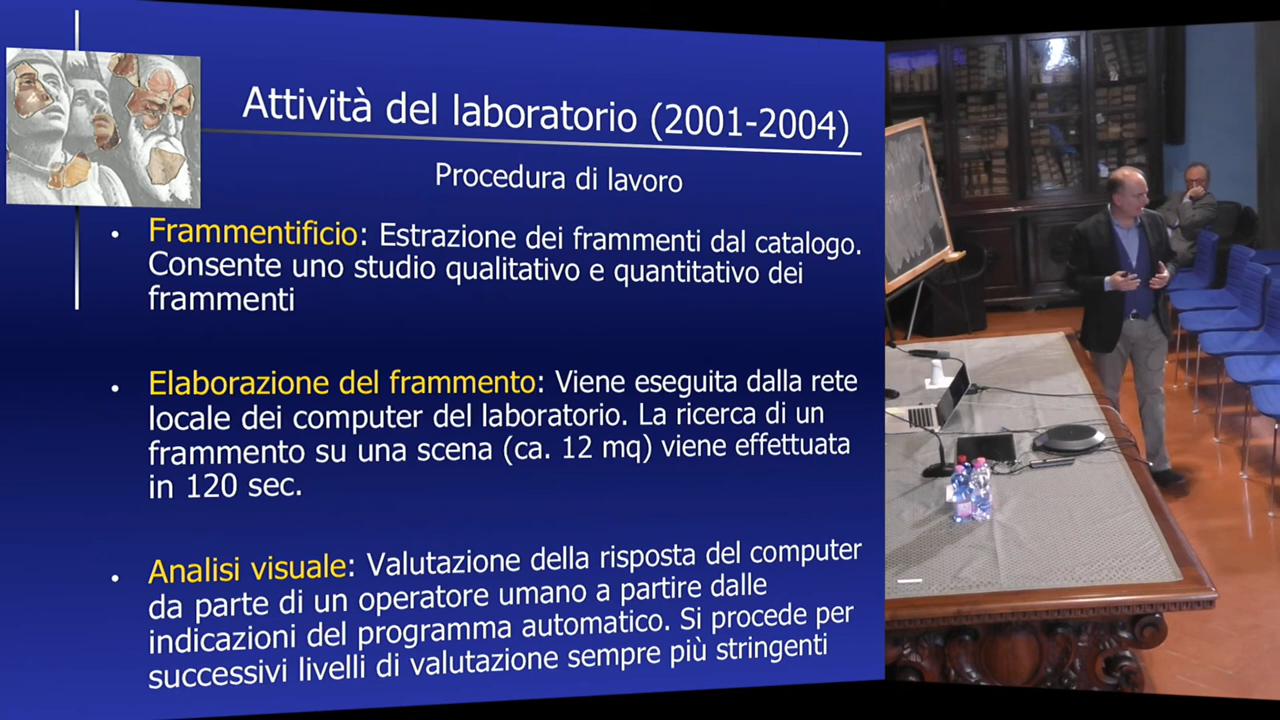 Attività del laboratorio (2001-2004)
Procedura di lavoro
• Frammentificio: Estrazione dei frammenti dal catalogo.
Consente uno studio qualitativo e quantitativo dei
frammenti
• Elaborazione del frammento: Viene eseguita dalla rete
locale dei computer del laboratorio. La ricerca di un
frammento su una scena (ca. 12 mq) viene effettuata
in 120 sec.
• Analisi visuale: Valutazione della risposta del computer
da parte di un operatore umano a partire dalle
indicazioni del programma automatico. Si procede per
successivi livelli di valutazione sempre più stringenti